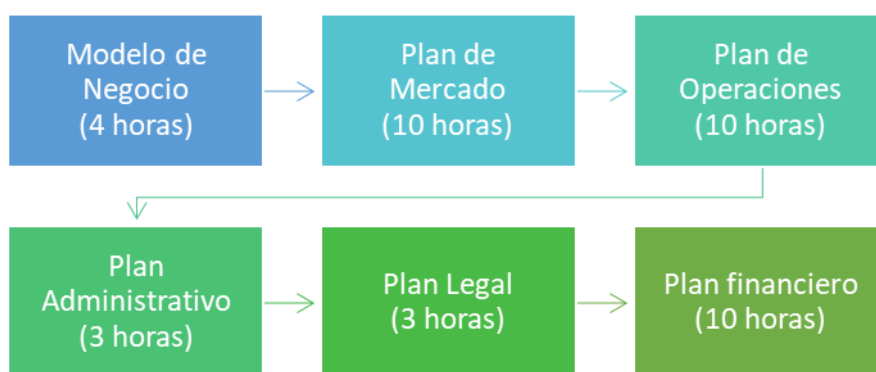 Modelo de
Negocio
(4 horas)
Plan de
Mercado
(10 horas)
Plan de
Operaciones
(10 horas)
Plan
Administrativo
(3 horas)
Plan Legal
(3 horas)
Plan financiero
(10 horas)